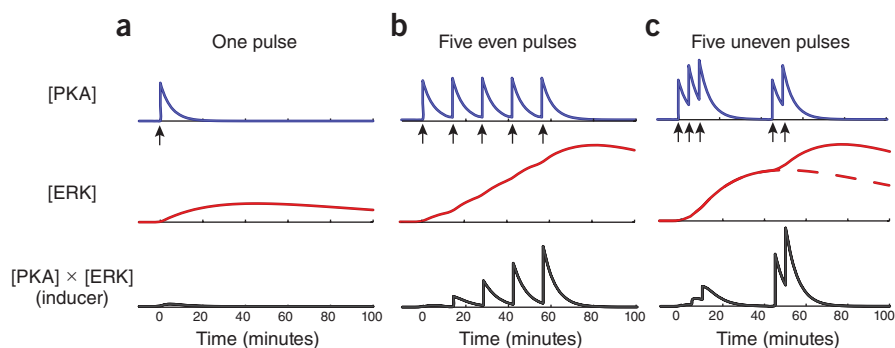 a b c
One pulse Five even pulses Five uneven pulses
[PKA]
[ERK]
[PKA] × [ERK]
(inducer)
0 20 40 60 80 100 0 20 40 60 80 100 0 20 40 60 80 100
Time (minutes) Time (minutes) Time (minutes)